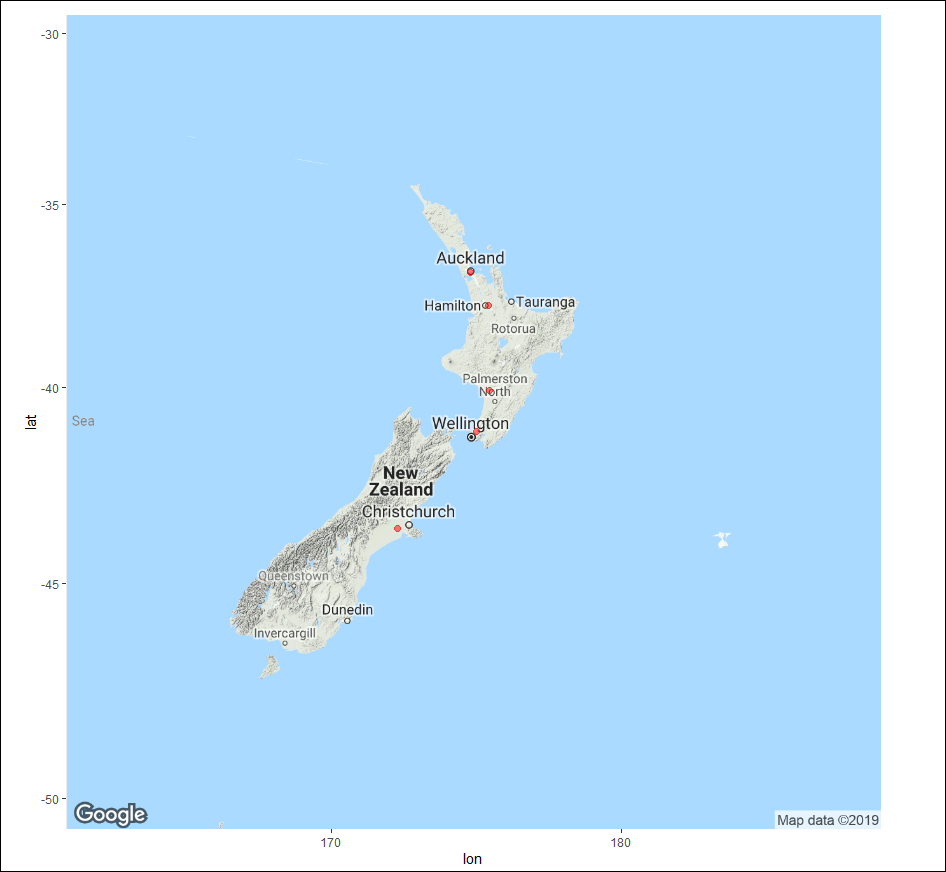 -30
-35
Auckland
Hamilton
Tauranga
Rotorua
Palmerston
North
-40
lat
Sea
Wellington
New
Zealand
Christchurch
Queenstown
-45
Dunedin
Invercargill
-50
Google
Map data ©2019
170
180
lon